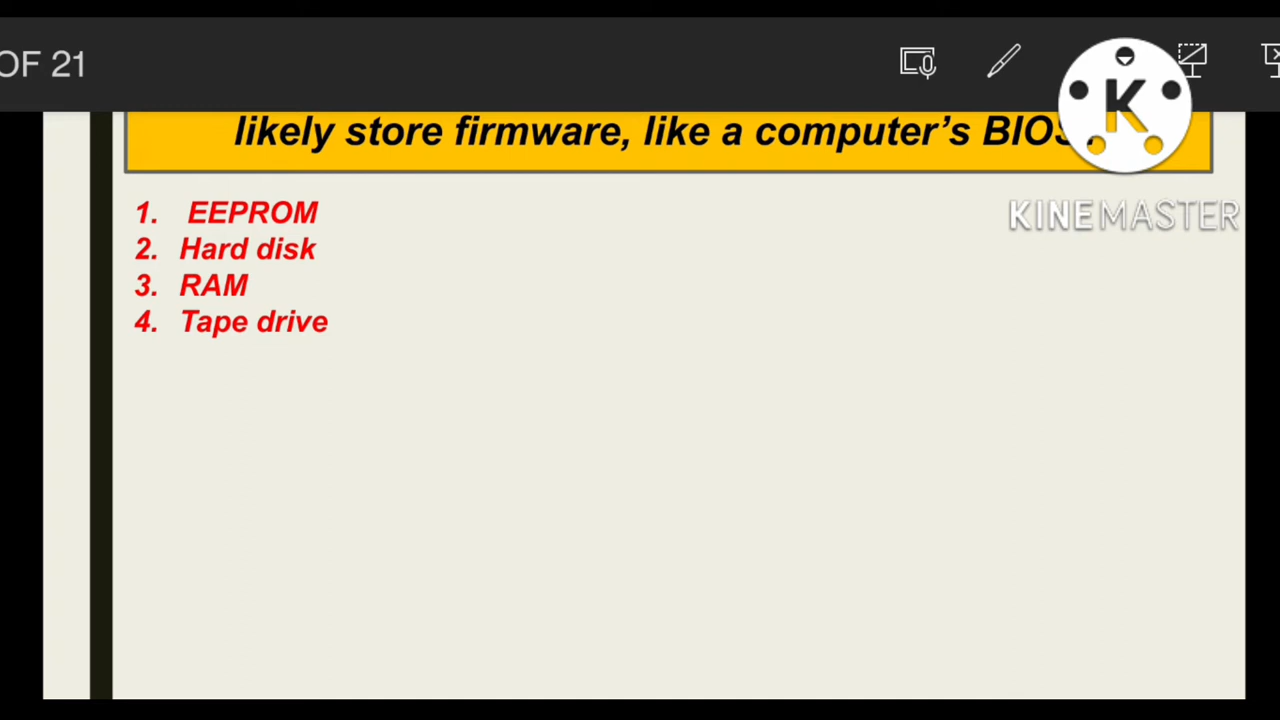 OF 21
likely store firmware, like a computer's BIOS
K
KINEMASTER
1. EEPROM
2. Hard disk
3. RAM
4. Tape drive